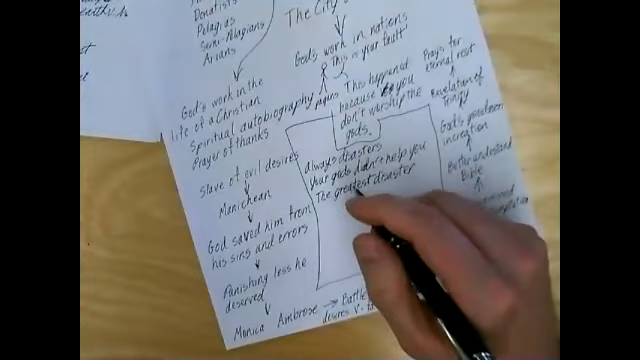 Donatists
Pelagias
Semi-Pelagians
Arians
The City
God's work in nations
"This is your fault"
pagans
This happened
because you
don't worship the
gods.
God's work in the
life of a Christian
Spiritual autobiography
Prayer of thanks
Slave of evil desires
Manichean
God saved him from
his sins and errors
Punishing less he
deserved
Monica
Ambrose → Battle
desires V.
always disasters
Your gods didn't help you
The greatest disaster
Prays for
eternal rest
Revelation of
Trinity
God's goodness
in creation
Better understand
Bible